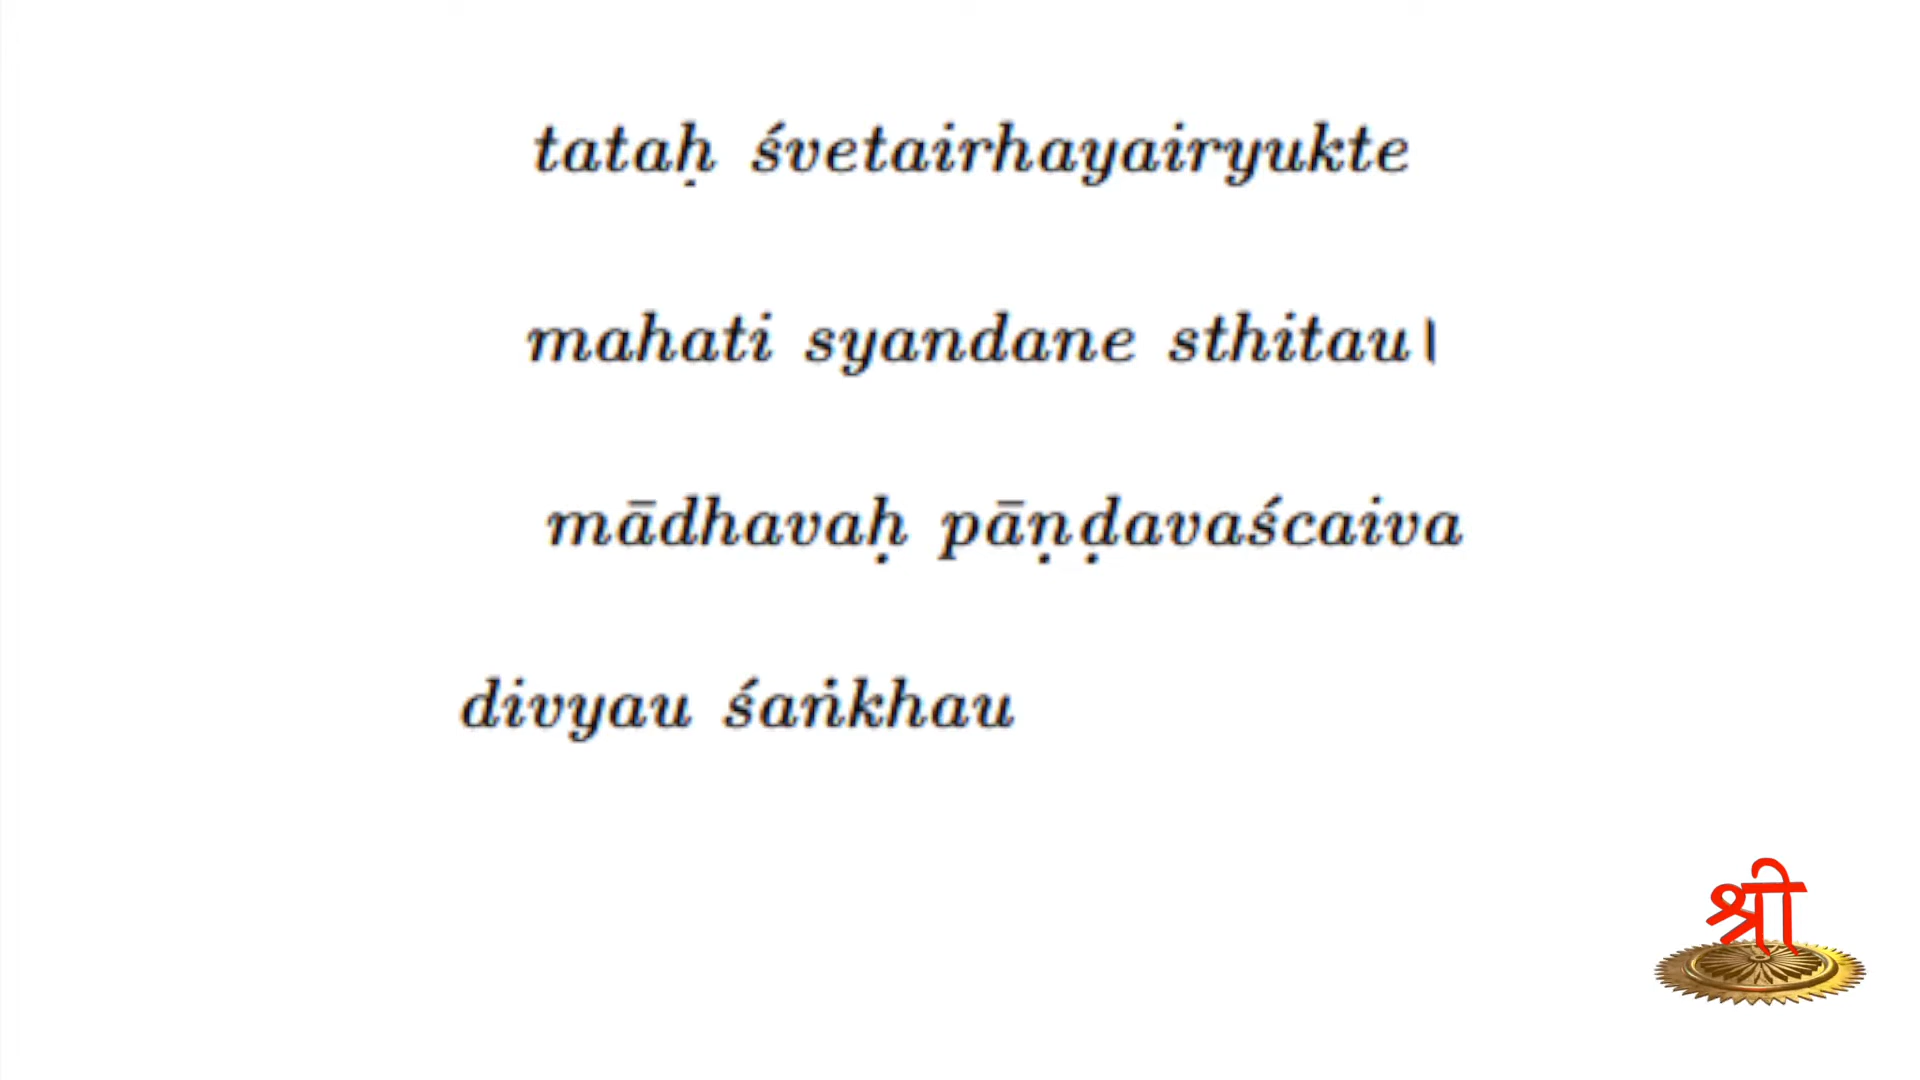 tataḥ śvetairhayairyukte
mahati syandane sthitau|
mādhavaḥ pāṇḍavaścaiva
divyau śaṅkhau
श्री